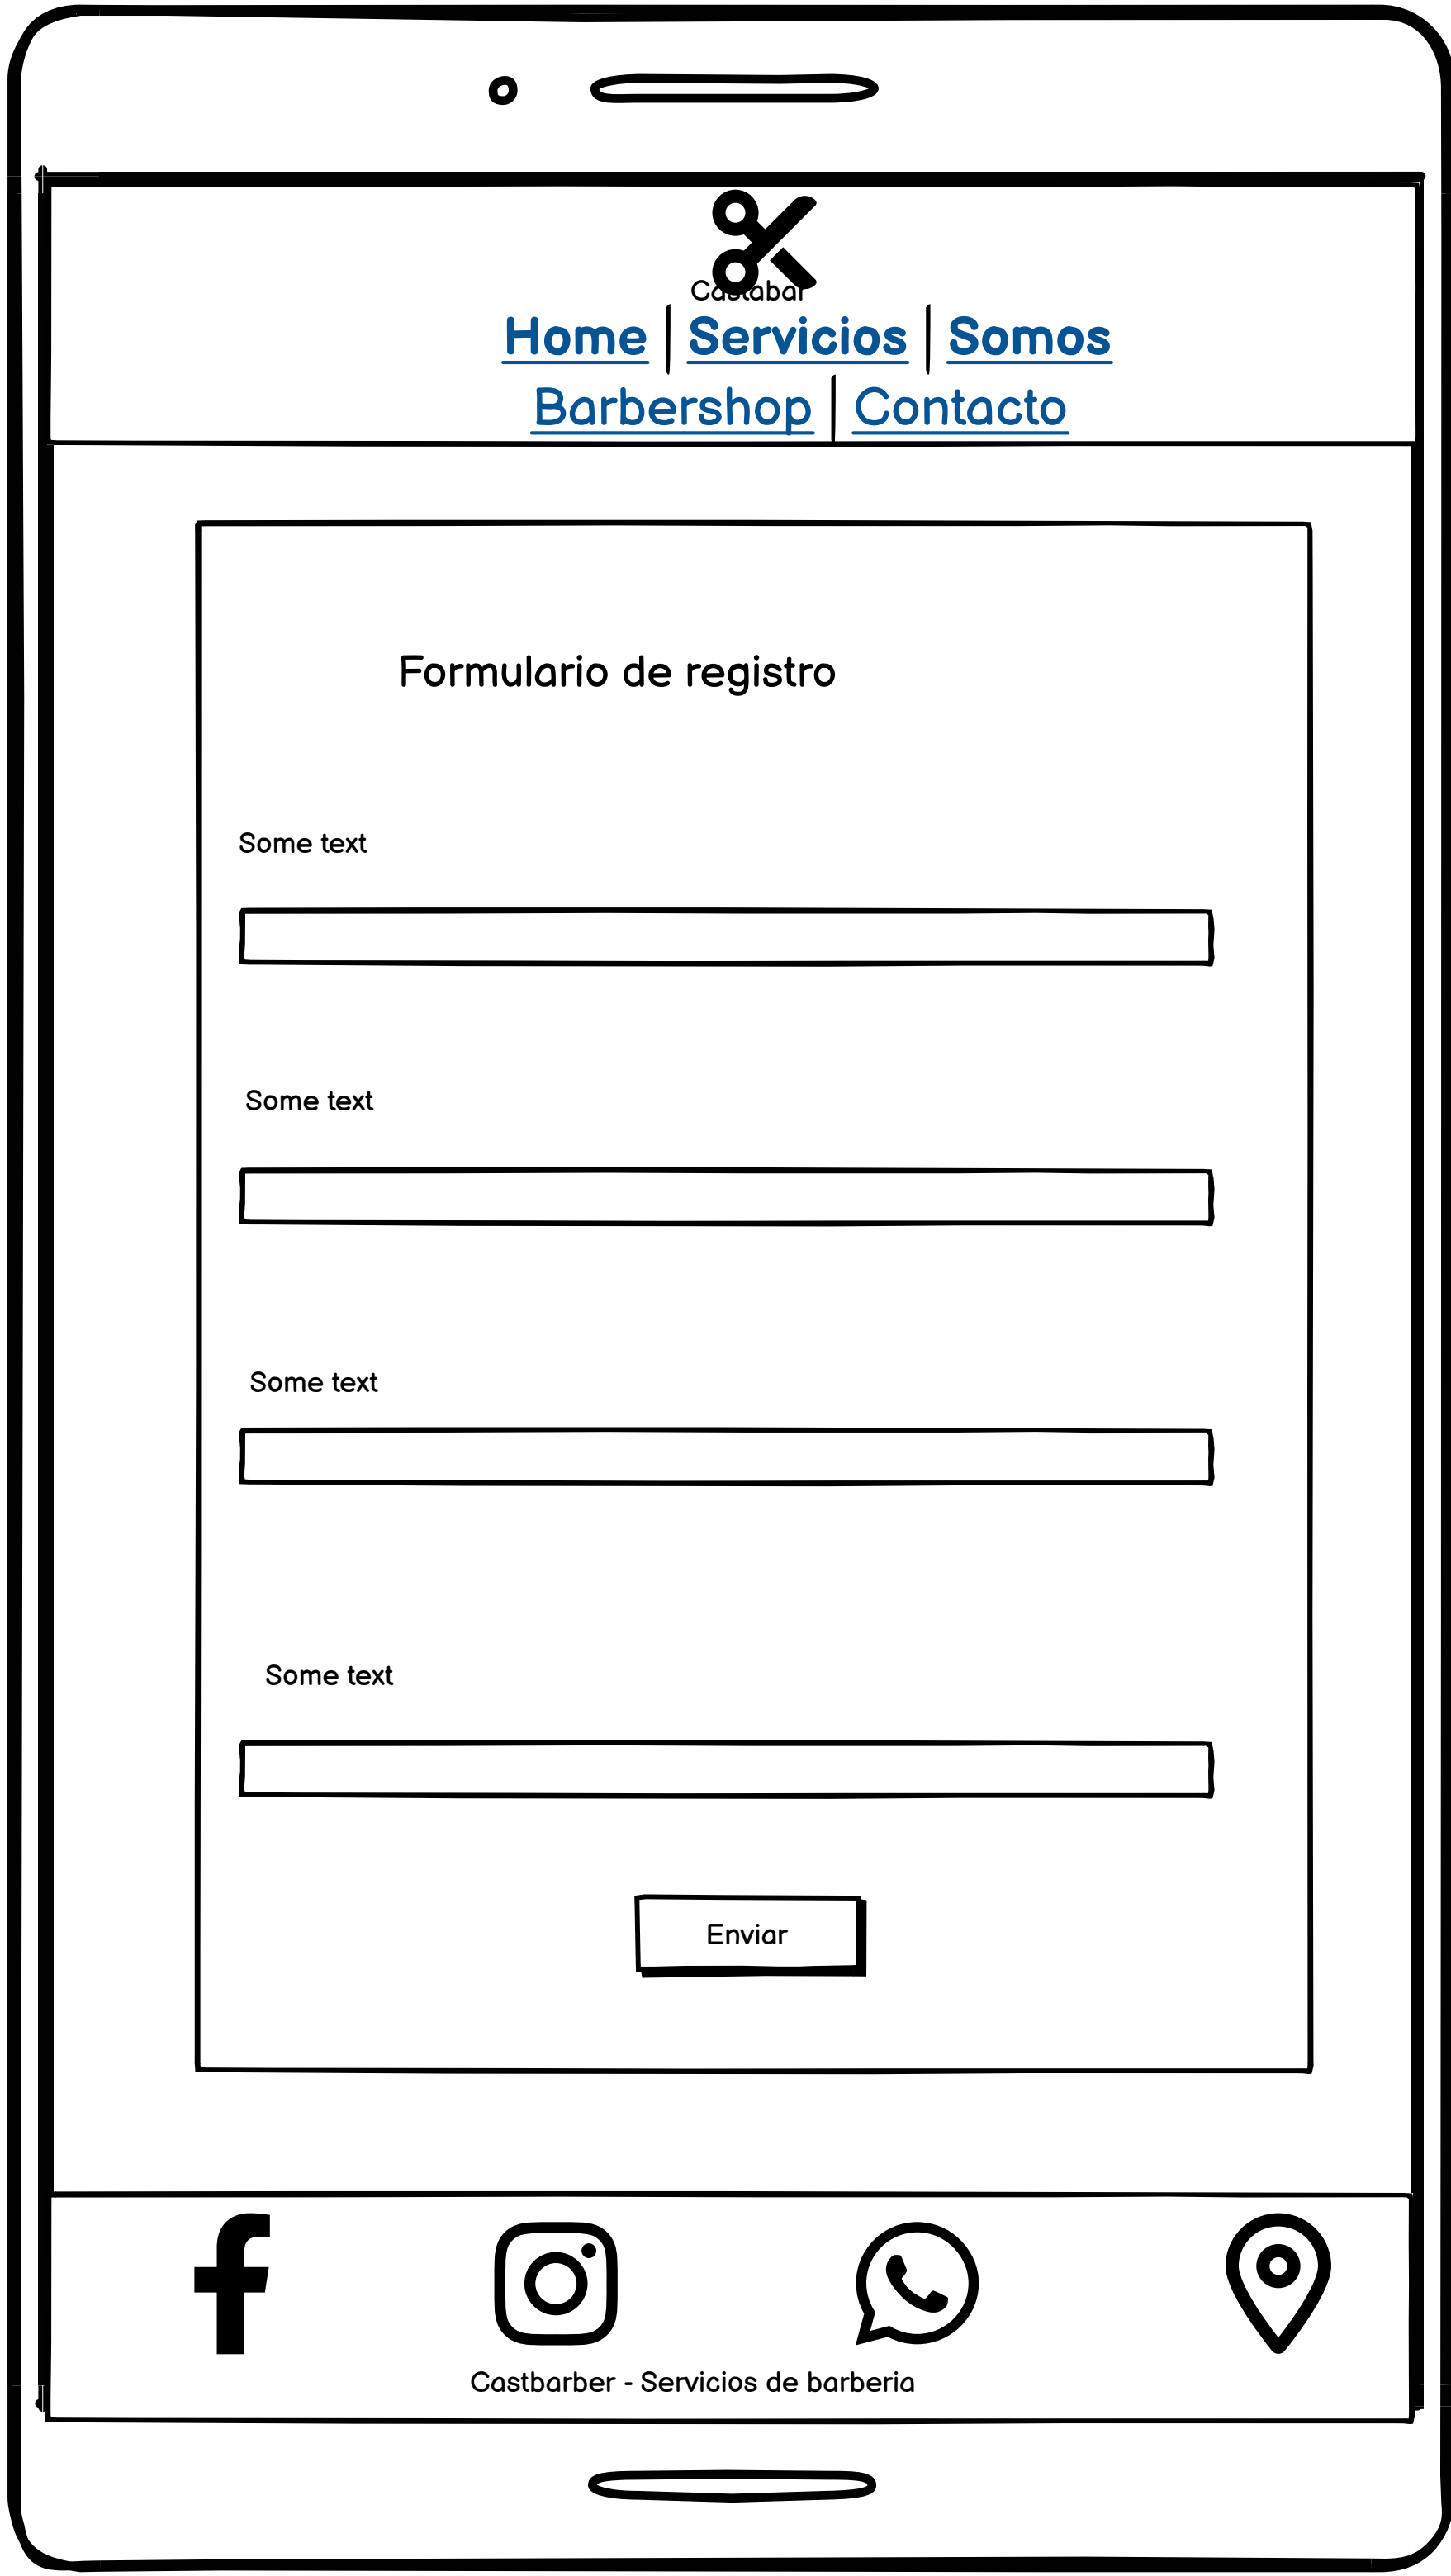 Castabar
Home Servicios Somos
Barbershop Contacto
Formulario de registro
Some text
Some text
Some text
Some text
Enviar
Castbarber - Servicios de barberia